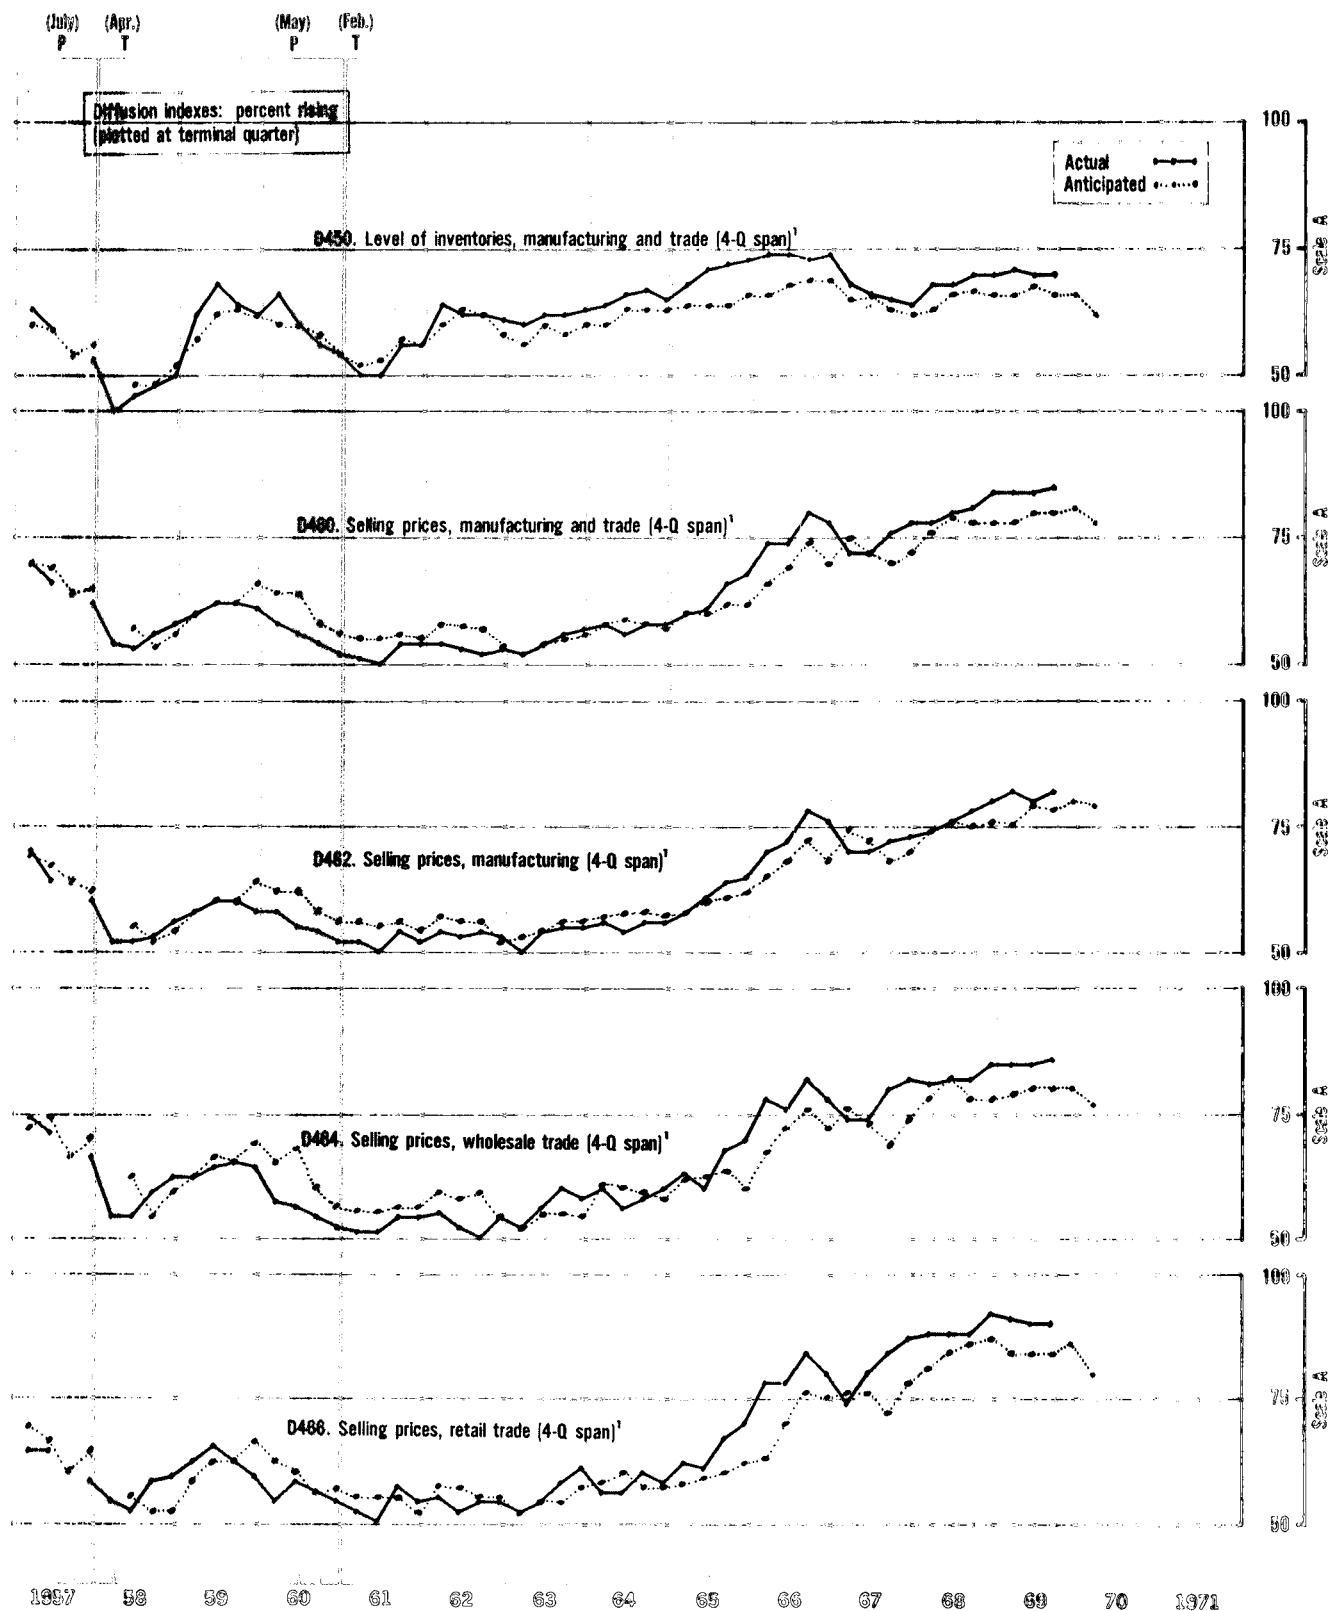 (July) (Apr.) (May) (Feb.)
P T P T
Diffusion indexes: percent rising
(plotted at terminal quarter)
100
Actual
Anticipated
D450. Level of inventories, manufacturing and trade (4-Q span)¹
75
Scale A
50
100
D460. Selling prices, manufacturing and trade (4-Q span)¹
75
Scale A
50
100
D462. Selling prices, manufacturing (4-Q span)¹
75
Scale A
50
100
D464. Selling prices, wholesale trade (4-Q span)¹
75
Scale A
50
100
D466. Selling prices, retail trade (4-Q span)¹
75
Scale A
50
1957 58 59 60 61 62 63 64 65 66 67 68 69 70 1971